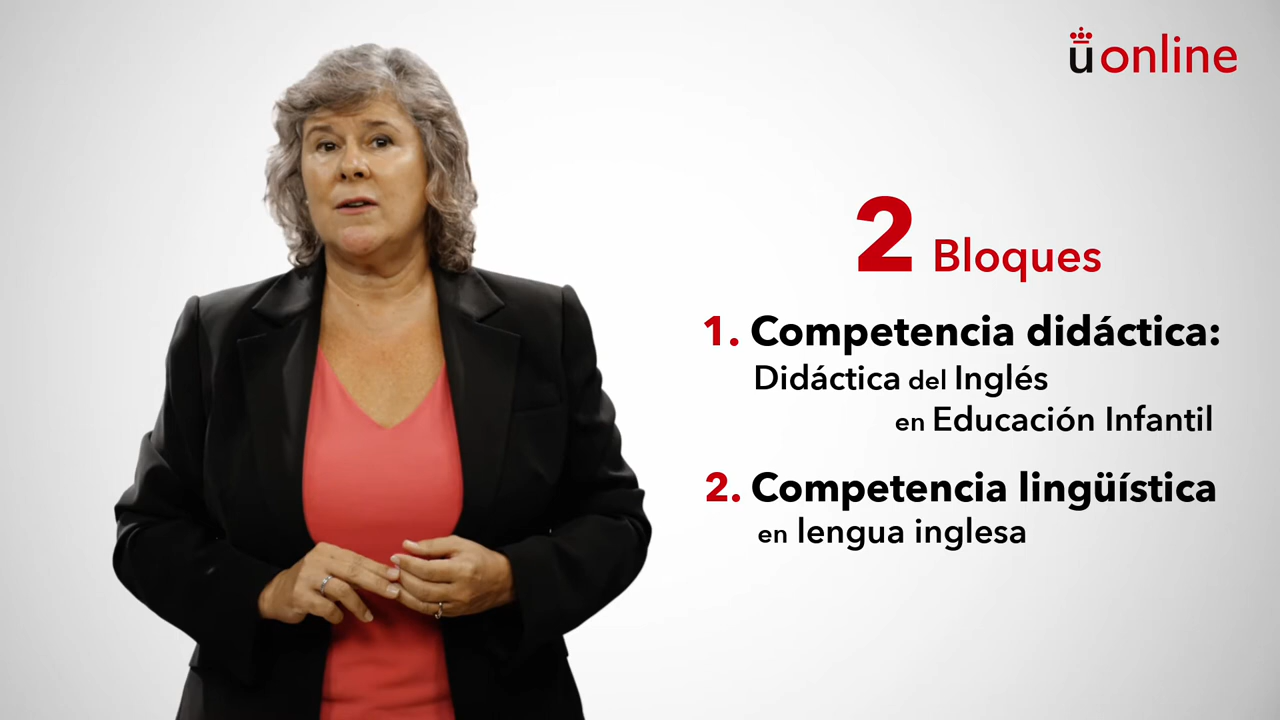 ü online
2 Bloques
1. Competencia didáctica:
Didáctica del Inglés
en Educación Infantil
2. Competencia lingüística
en lengua inglesa